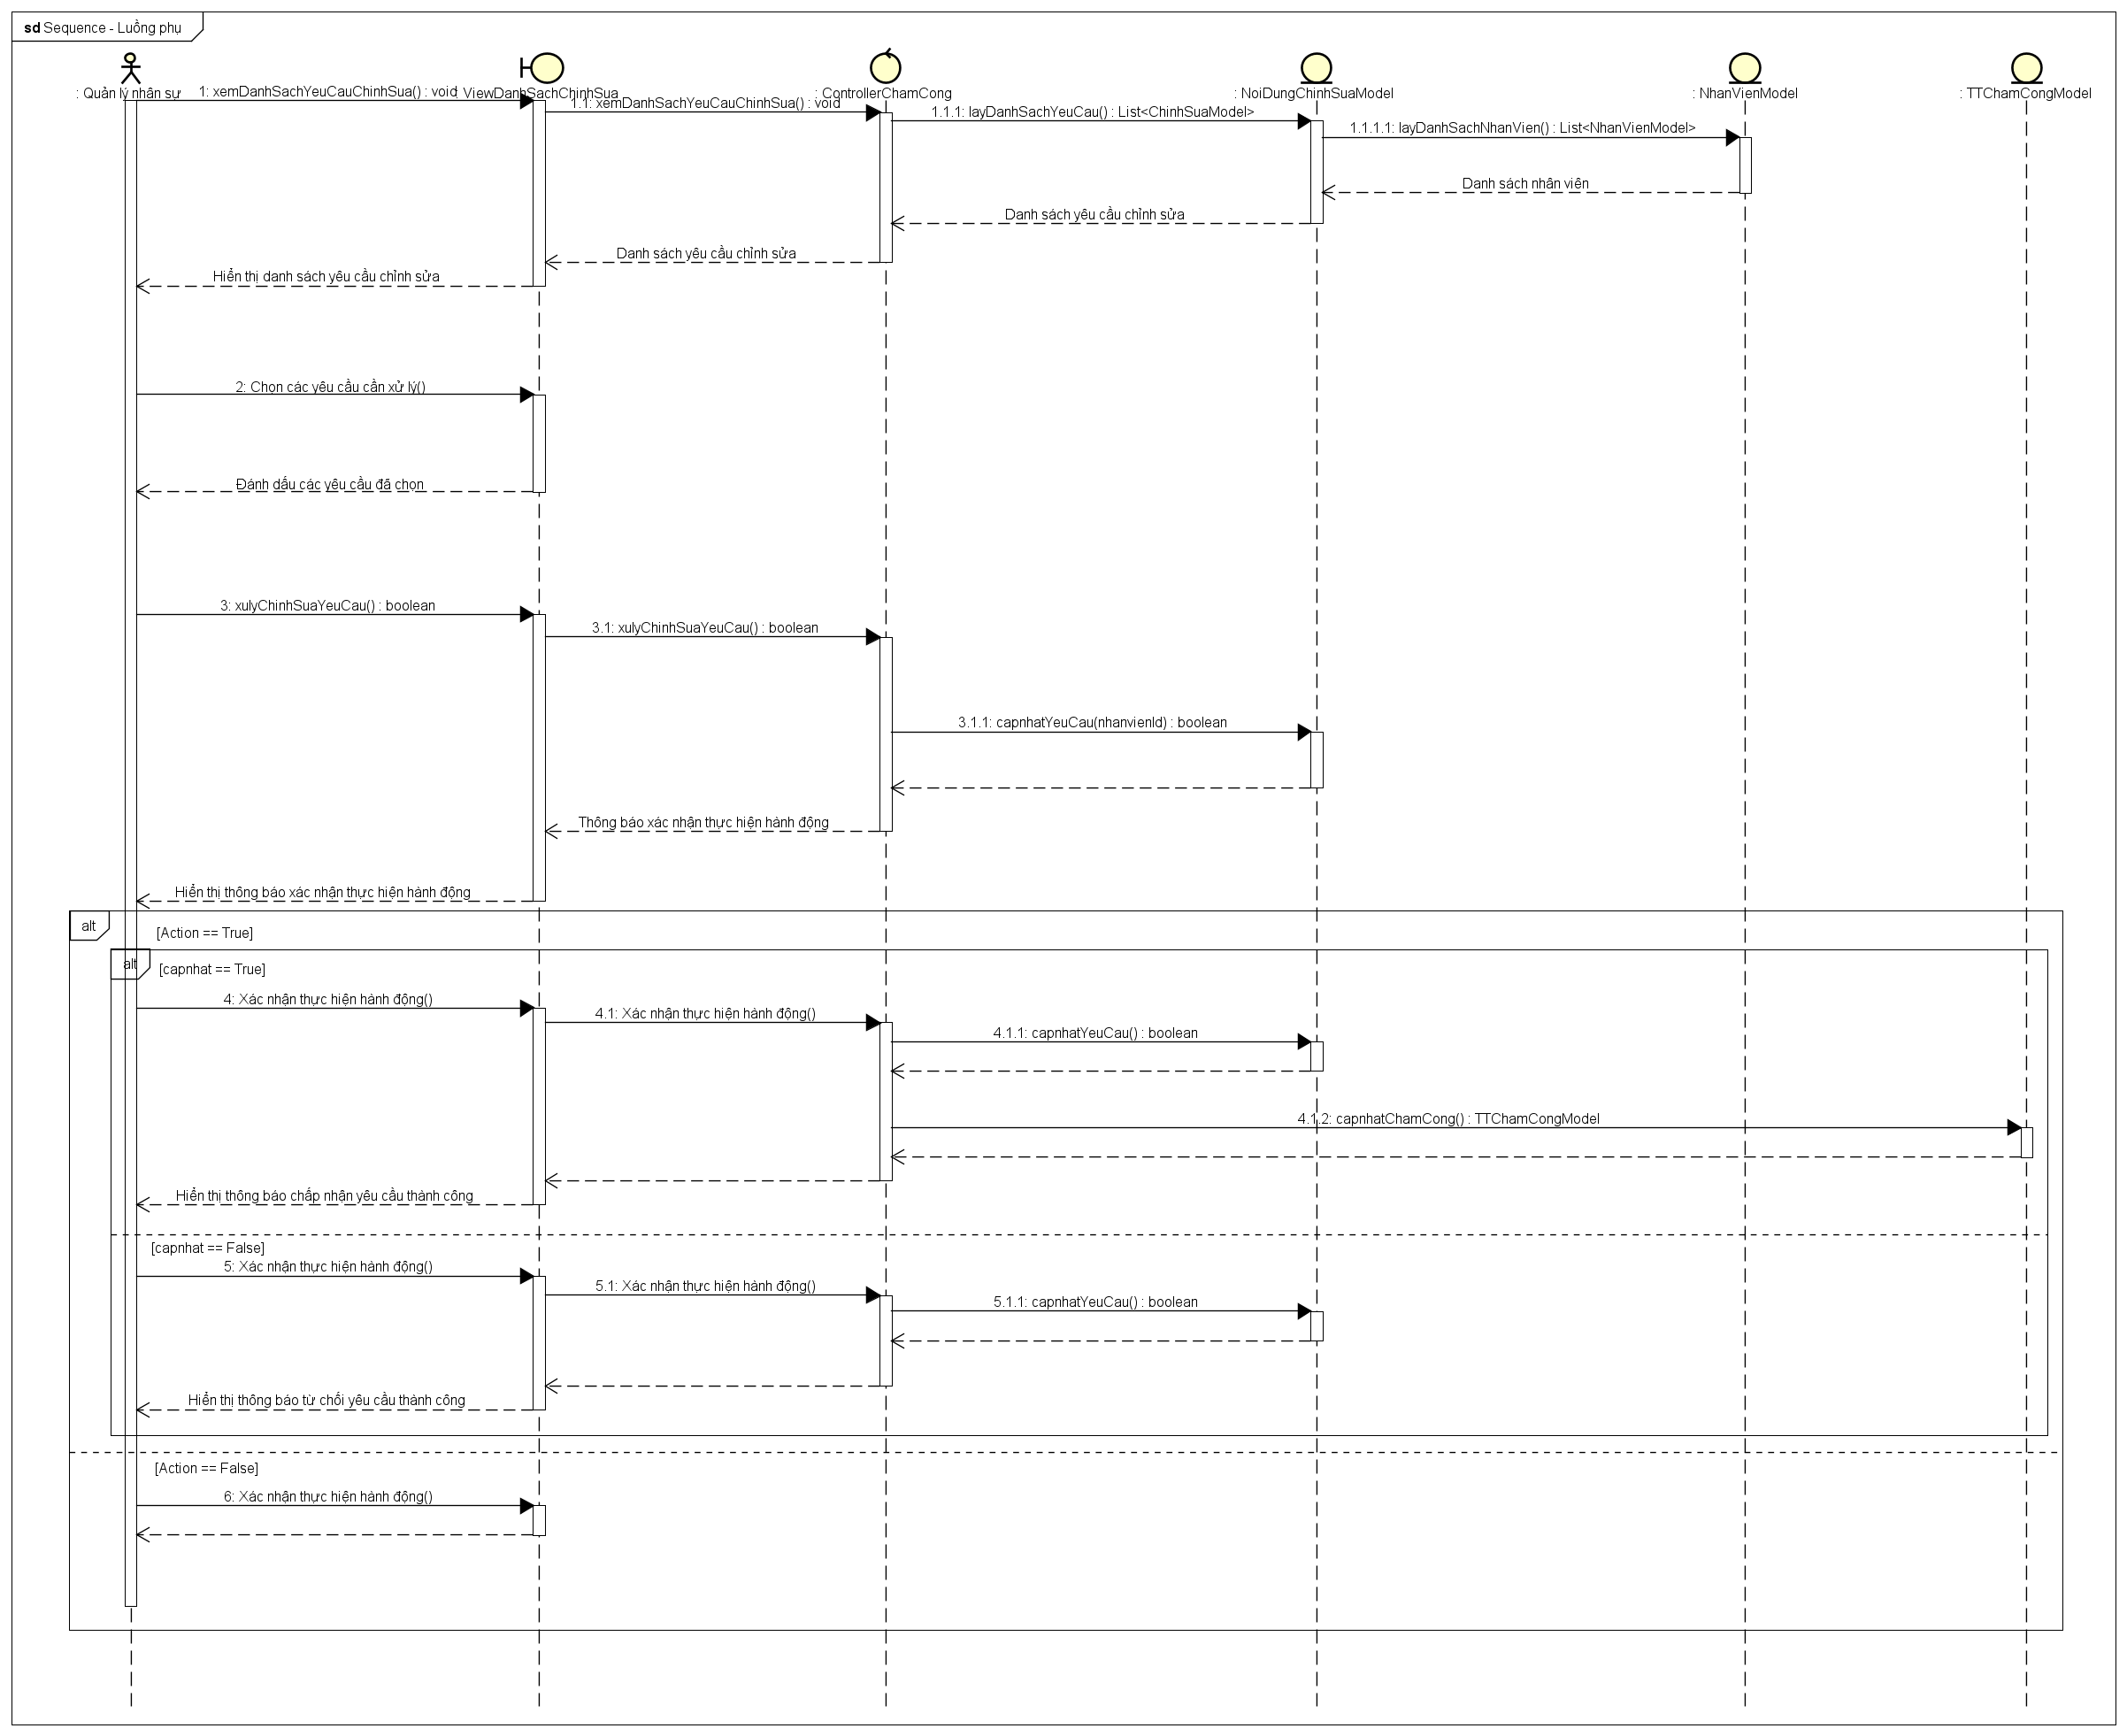 sd Sequence - Luồng phụ
: Quản lý nhân sự
: ViewDanhSachChinhSua
: ControllerChamCong
: NoiDungChinhSuaModel
: NhanVienModel
: TTChamCongModel
1: xemDanhSachYeuCauChinhSua() : void
1.1: xemDanhSachYeuCauChinhSua() : void
1.1.1: layDanhSachYeuCau() : List<ChinhSuaModel>
1.1.1.1: layDanhSachNhanVien() : List<NhanVienModel>
Danh sách nhân viên
Danh sách yêu cầu chỉnh sửa
Danh sách yêu cầu chỉnh sửa
Hiển thị danh sách yêu cầu chỉnh sửa
2: Chọn các yêu cầu cần xử lý()
Đánh dấu các yêu cầu đã chọn
3: xulyChinhSuaYeuCau() : boolean
3.1: xulyChinhSuaYeuCau() : boolean
3.1.1: capnhatYeuCau(nhanvienId) : boolean
Thông báo xác nhận thực hiện hành động
Hiển thị thông báo xác nhận thực hiện hành động
alt
[Action == True]
alt
[capnhat == True]
4: Xác nhận thực hiện hành động()
4.1: Xác nhận thực hiện hành động()
4.1.1: capnhatYeuCau() : boolean
4.1.2: capnhatChamCong() : TTChamCongModel
Hiển thị thông báo chấp nhận yêu cầu thành công
[capnhat == False]
5: Xác nhận thực hiện hành động()
5.1: Xác nhận thực hiện hành động()
5.1.1: capnhatYeuCau() : boolean
Hiển thị thông báo từ chối yêu cầu thành công
[Action == False]
6: Xác nhận thực hiện hành động()